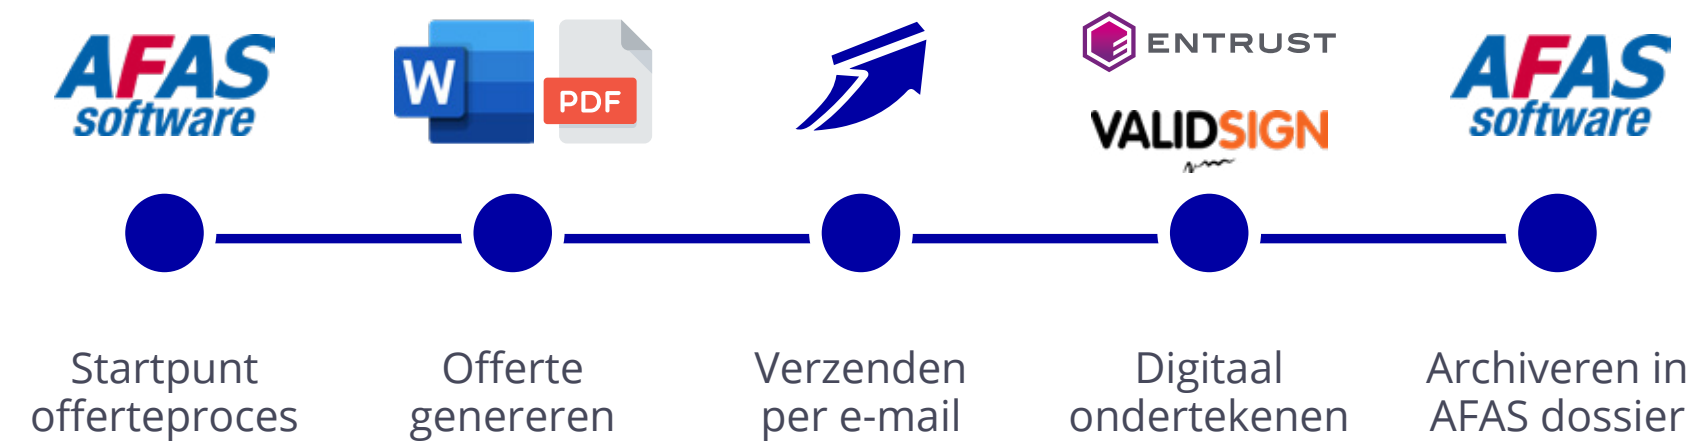 AFAS
software
W
PDF
ENTRUST
VALIDSIGN
AFAS
software
Startpunt
offerteproces
Offerte
genereren
Verzenden
per e-mail
Digitaal
ondertekenen
Archiveren in
AFAS dossier